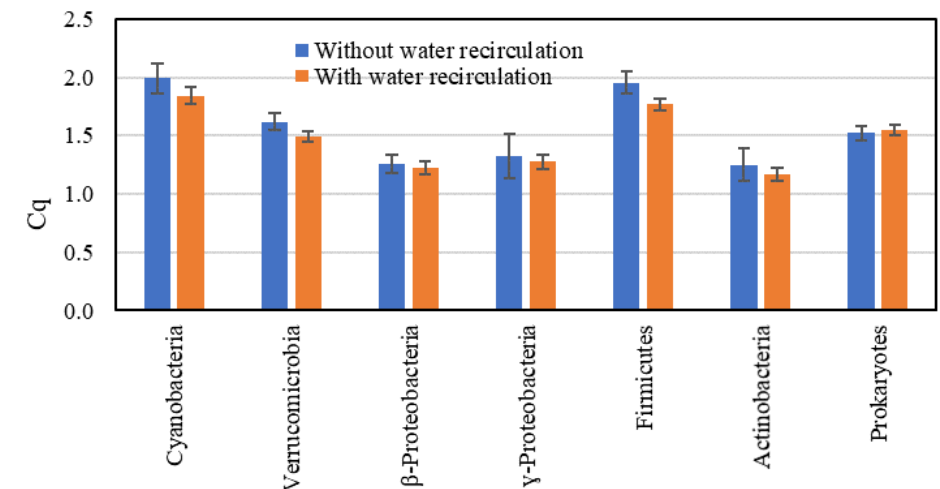 2.5
Without water recirculation
With water recirculation
2.0
1.5
1.0
0.5
0.0
Cq
Cyanobacteria
Verrucomicrobia
β-Proteobacteria
γ-Proteobacteria
Firmicutes
Actinobacteria
Prokaryotes